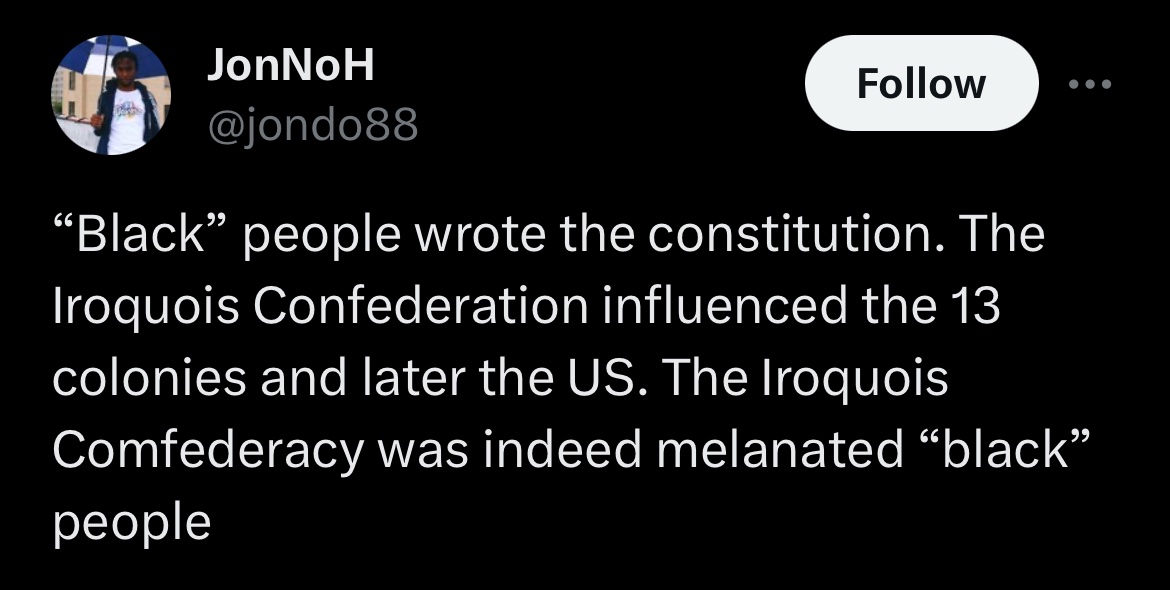 JonNoH
@jondo88
Follow
“Black” people wrote the constitution. The
Iroquois Confederation influenced the 13
colonies and later the US. The Iroquois
Comfederacy was indeed melanated “black”
people